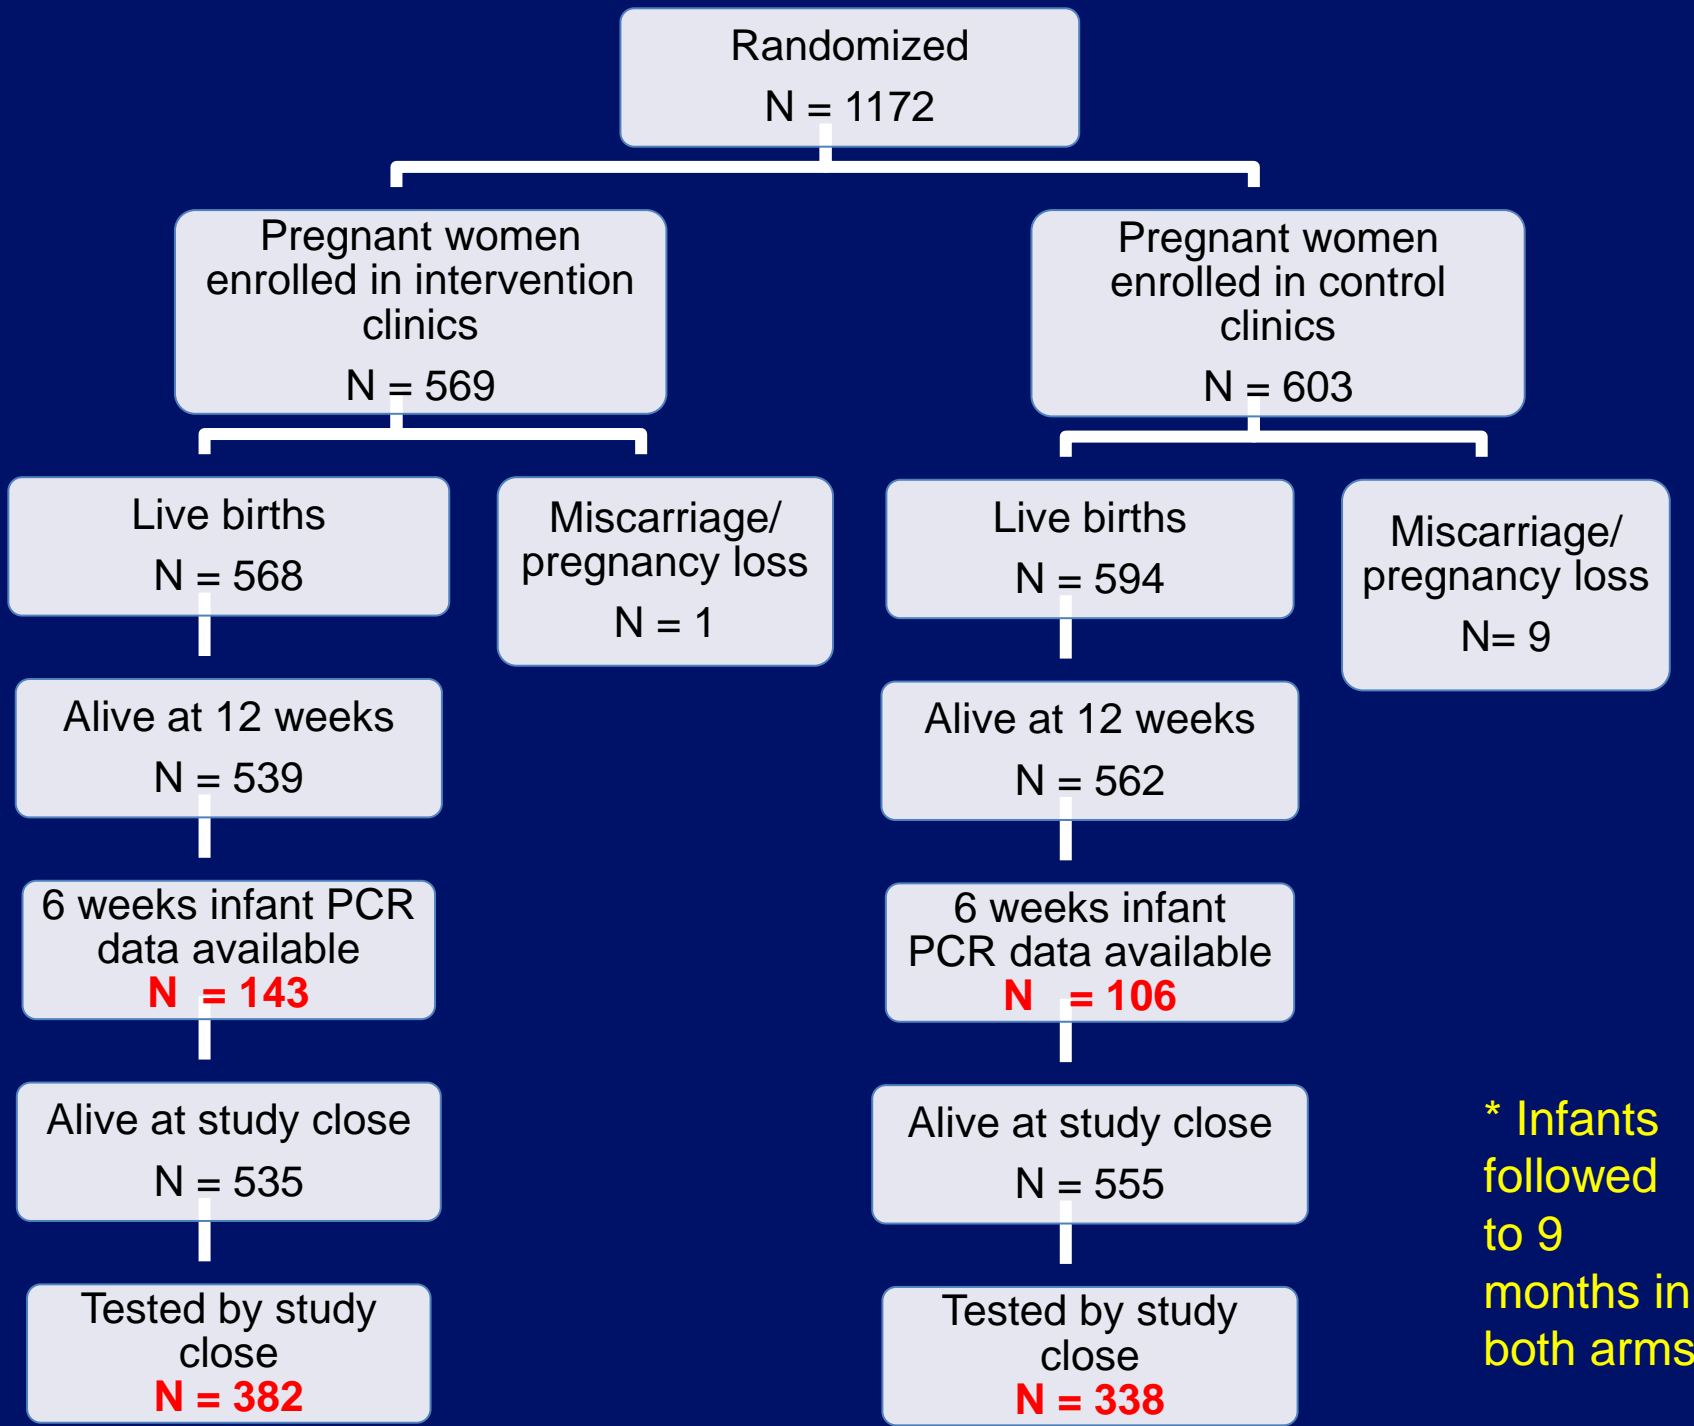 Randomized
N = 1172
Pregnant women
enrolled in intervention
clinics
N = 569
Pregnant women
enrolled in control
clinics
N = 603
Live births
N = 568
Miscarriage/
pregnancy loss
N = 1
Live births
N = 594
Miscarriage/
pregnancy loss
N= 9
Alive at 12 weeks
N = 539
Alive at 12 weeks
N = 562
6 weeks infant PCR
data available
N = 143
6 weeks infant
PCR data available
N = 106
Alive at study close
N = 535
Alive at study close
N = 555
Tested by study
close
N = 382
Tested by study
close
N = 338
* Infants
followed
to 9
months in
both arms